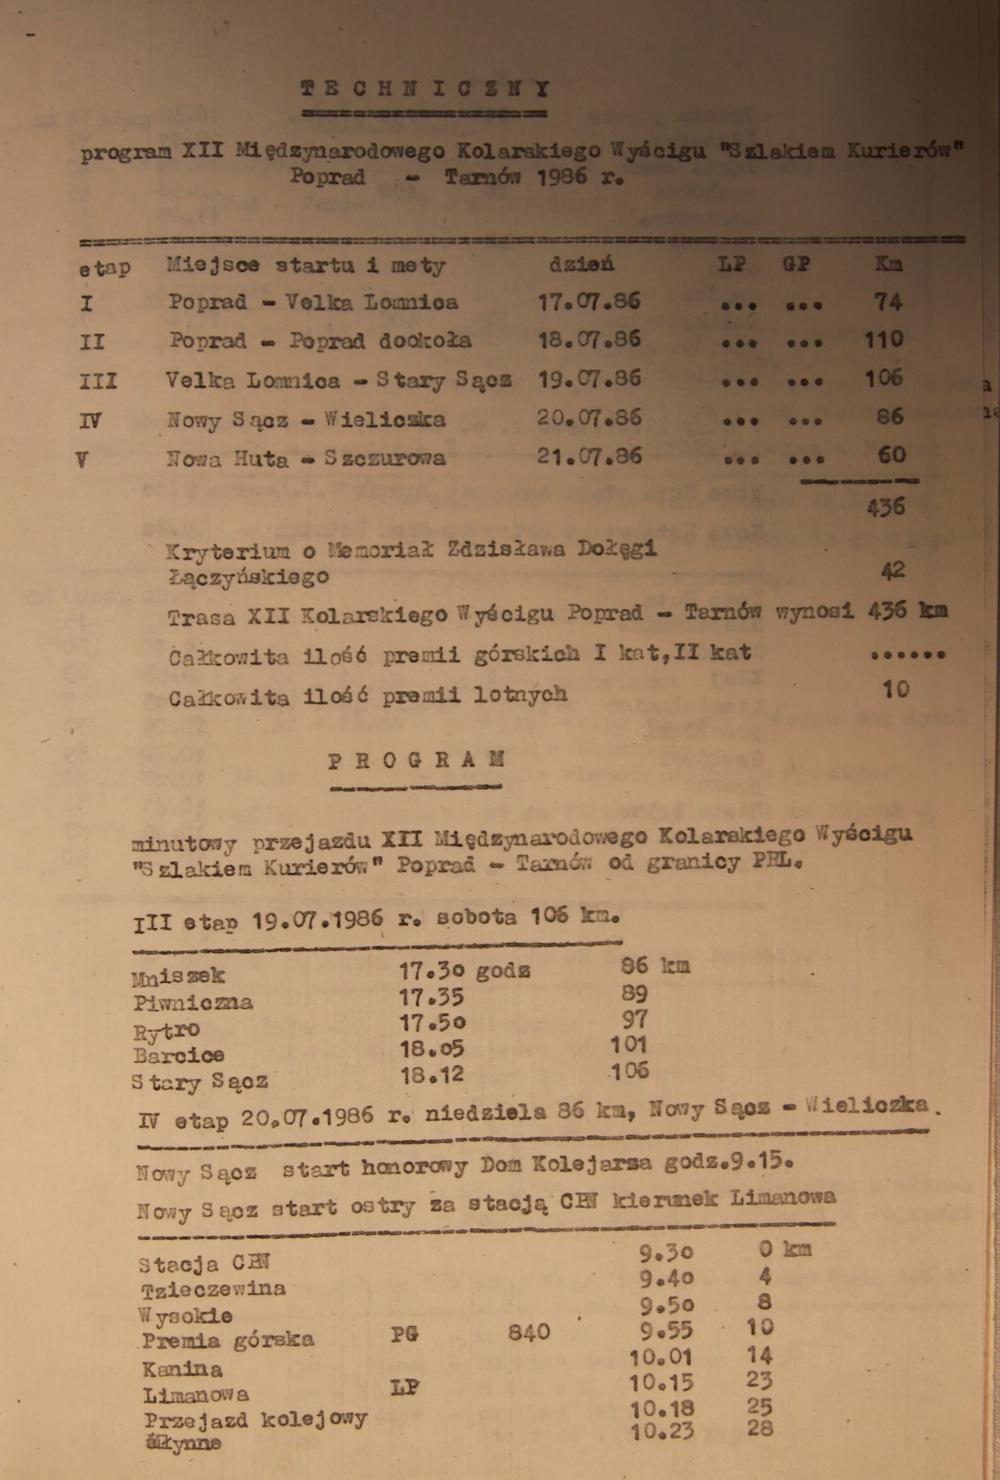 T E C H N I C Z N Y
program XII Międzynarodowego Kolarskiego Wyścigu "Szlakiem Kurierów"
Poprad - Tarnów 1986 r.
etap Miejsce startu i mety dzień LP GP Km
I Poprad - Velka Lomnica 17.07.86 ... ... 74
II Poprad - Poprad dookoła 18.07.86 ... ... 110
III Velka Lomnica - Stary Sącz 19.07.86 ... ... 106
IV Nowy Sącz - Wieliczka 20.07.86 ... ... 86
V Nowa Huta - Szczurowa 21.07.86 ... ... 60
436
Kryterium o Memoriał Zdzisława Dołęgi
Łączyńskiego 42
Trasa XII Kolarskiego Wyścigu Poprad - Tarnów wynosi 436 km
Całkowita ilość premii górskich I kat,II kat ......
Całkowita ilość premii lotnych 10
P R O G R A M
minutowy przejazdu XII Międzynarodowego Kolarskiego Wyścigu
"Szlakiem Kurierów" Poprad - Tarnów od granicy PRL.
III etap 19.07.1986 r. sobota 106 km.
Mniszek 17.30 godz 86 km
Piwniczna 17.35 89
Rytro 17.50 97
Barcice 18.05 101
Stary Sącz 18.12 106
IV etap 20.07.1986 r. niedziela 86 km, Nowy Sącz - Wieliczka.
Nowy Sącz start honorowy Dom Kolejarza godz.9.15.
Nowy Sącz start ostry za stacją CPN kierunek Limanowa
Stacja CPN 9.30 0 km
Trzieczewina 9.40 4
Wysokie 9.50 8
Premia górska PG 840 9.55 10
Kanina 10.01 14
Limanowa LP 10.15 23
Przejazd kolejowy 10.18 25
Młynne 10.23 28